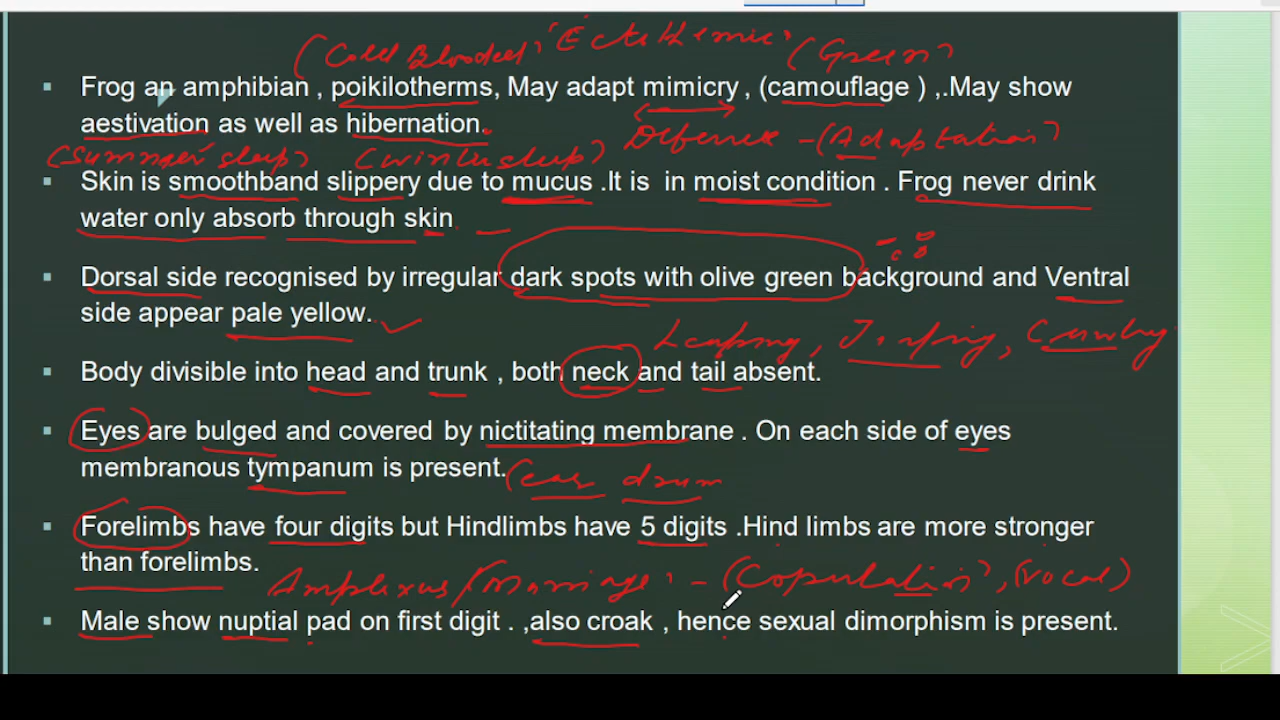 (Cold Blooded) 'Ectothermic' (Green)
Frog an amphibian , poikilotherms, May adapt mimicry , (camouflage ) ,.May show
aestivation as well as hibernation.
Defence - (Adaptation)
(Summer sleep) (winter sleep)
Skin is smoothband slippery due to mucus .It is in moist condition . Frog never drink
water only absorb through skin
Dorsal side recognised by irregular dark spots with olive green background and Ventral
side appear pale yellow.
Leaping, Jumping, Crawling
Body divisible into head and trunk , both neck and tail absent.
Eyes are bulged and covered by nictitating membrane . On each side of eyes
membranous tympanum is present.
(ear drum
Forelimbs have four digits but Hindlimbs have 5 digits .Hind limbs are more stronger
than forelimbs.
Amplexus/(Marriage) - (Copulation), (Vocal)
Male show nuptial pad on first digit . ,also croak , hence sexual dimorphism is present.